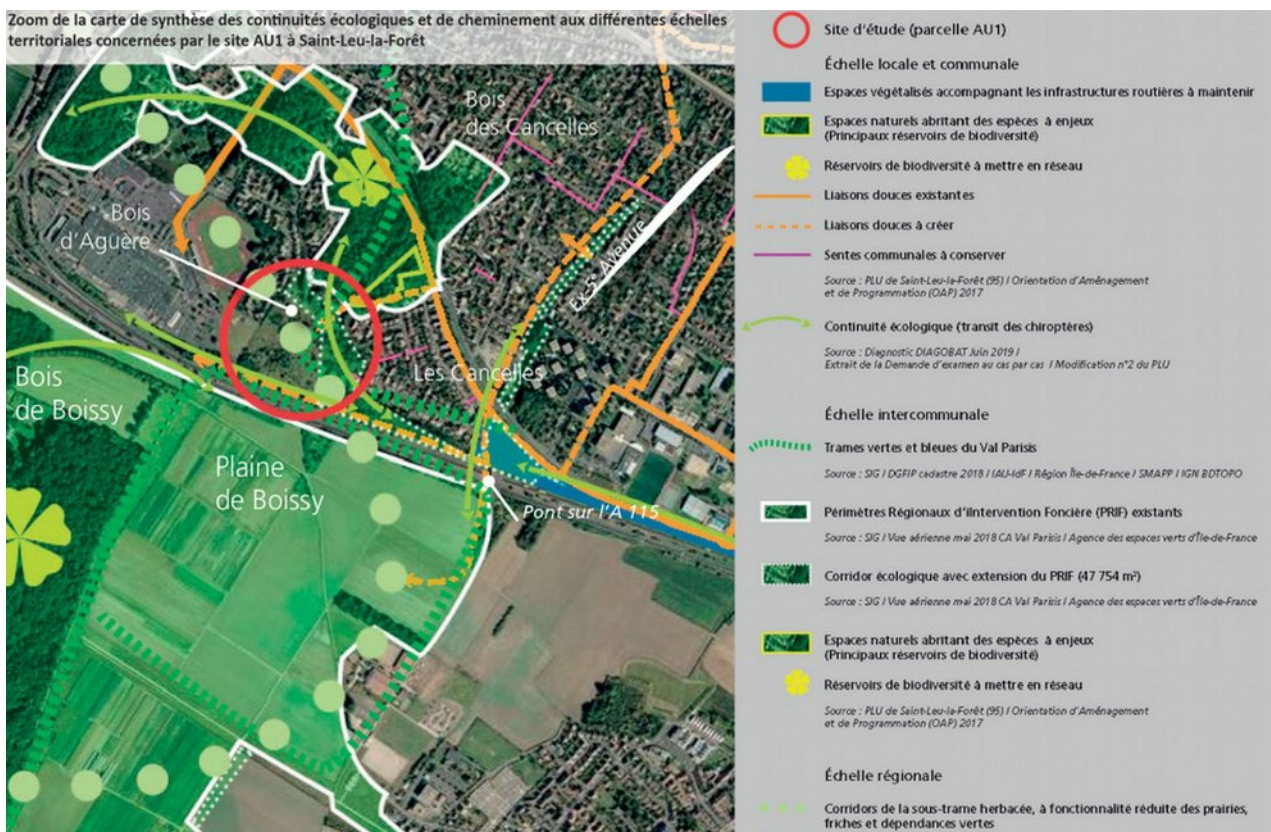 Zoom de la carte de synthèse des continuités écologiques et de cheminement aux différentes échelles
territoriales concernées par le site AU1 à Saint-Leu-la-Forêt
Bois
des Cancelles
Bois
d'Aguère
Ex-5e Avenue
Les Cancelles
Bois
de Boissy
Plaine
de Boissy
Pont sur l'A 115
Site d'étude (parcelle AU1)
Échelle locale et communale
Espaces végétalisés accompagnant les infrastructures routières à maintenir
Espaces naturels abritant des espèces à enjeux
(Principaux réservoirs de biodiversité)
Réservoirs de biodiversité à mettre en réseau
Liaisons douces existantes
Liaisons douces à créer
Sentes communales à conserver
Source : PLU de Saint-Leu-la-Forêt (95) / Orientation d'Aménagement
et de Programmation (OAP) 2017
Continuité écologique (transit des chiroptères)
Source : Diagnostic DIAGOBAT Juin 2019 /
Extrait de la Demande d'examen au cas par cas / Modification n°2 du PLU
Échelle intercommunale
Trames vertes et bleues du Val Parisis
Source : SIG / DGFIP cadastre 2018 / IAU-IdF / Région Île-de-France / SMAPP / IGN BDTOPO
Périmètres Régionaux d'iIntervention Foncière (PRIF) existants
Source : SIG / Vue aérienne mai 2018 CA Val Parisis / Agence des espaces verts d'Île-de-France
Corridor écologique avec extension du PRIF (47 754 m²)
Source : SIG / Vue aérienne mai 2018 CA Val Parisis / Agence des espaces verts d'Île-de-France
Espaces naturels abritant des espèces à enjeux
(Principaux réservoirs de biodiversité)
Réservoirs de biodiversité à mettre en réseau
Source : PLU de Saint-Leu-la-Forêt (95) / Orientation d'Aménagement
et de Programmation (OAP) 2017
Échelle régionale
Corridors de la sous-trame herbacée, à fonctionnalité réduite des prairies,
friches et dépendances vertes